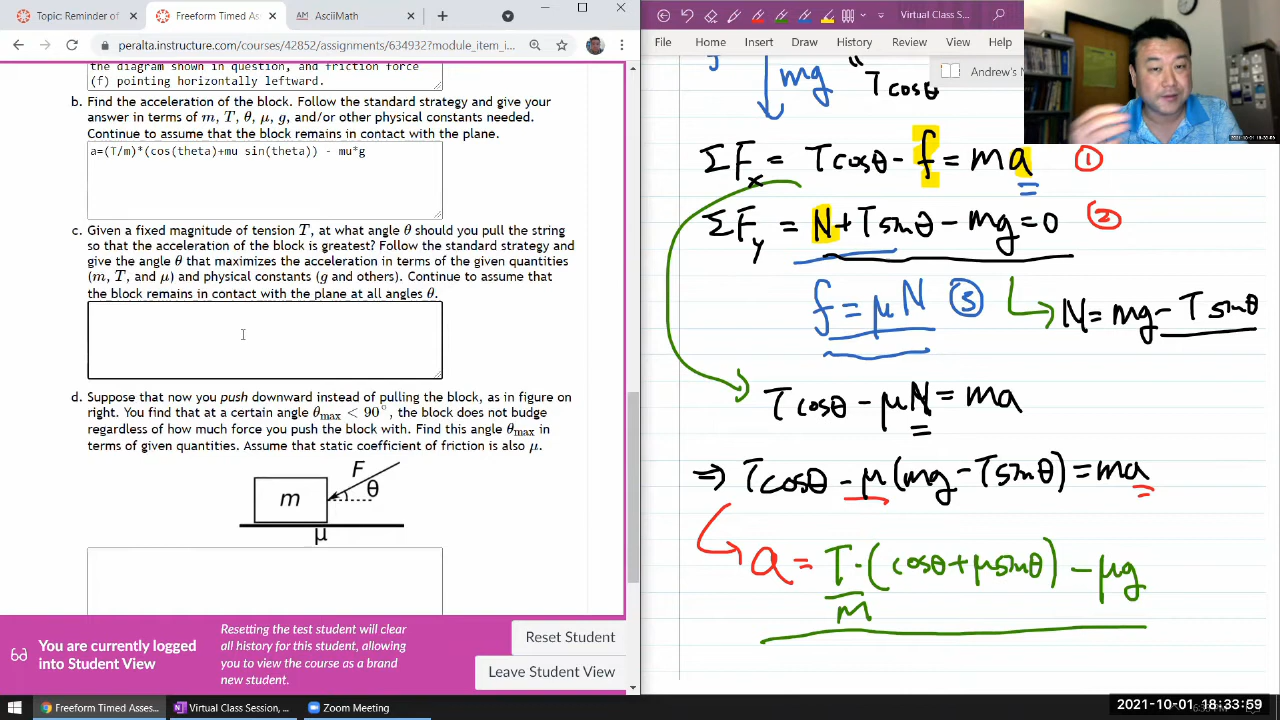 Topic Reminder o
Freeform Timed Asse
AsciiMath
peralta.instructure.com/courses/42852/assignments/634932?module_item_i...
the diagram shown in question, and friction force
(f) pointing horizontally leftward.
b. Find the acceleration of the block. Follow the standard strategy and give your
answer in terms of m, T, θ, μ, g, and/or other physical constants needed.
Continue to assume that the block remains in contact with the plane.
a=(T/m)*(cos(theta)+mu sin(theta)) - mu*g
c. Given a fixed magnitude of tension T, at what angle θ should you pull the string
so that the acceleration of the block is greatest? Follow the standard strategy and
give the angle θ that maximizes the acceleration in terms of the given quantities
(m, T, and μ) and physical constants (g and others). Continue to assume that
the block remains in contact with the plane at all angles θ.
d. Suppose that now you push downward instead of pulling the block, as in figure on
right. You find that at a certain angle θmax < 90°, the block does not budge
regardless of how much force you push the block with. Find this angle θmax in
terms of given quantities. Assume that static coefficient of friction is also μ.
F
θ
m
μ
You are currently logged
into Student View
Resetting the test student will clear
all history for this student, allowing
you to view the course as a brand
new student.
Reset Student
Leave Student View
Virtual Class S...
File Home Insert Draw History Review View Help
Andrew's N
mg
Tcosθ
ΣFx = Tcosθ - f = ma ①
ΣFy = N + Tsinθ - mg = 0 ②
f = μN ③
N = mg - Tsinθ
Tcosθ - μN = ma
⇒ Tcosθ - μ(mg - Tsinθ) = ma
a = T/m · (cosθ + μsinθ) - μg
Freeform Timed Asses...
Virtual Class Session, ...
Zoom Meeting
2021-10-01 18:33:59